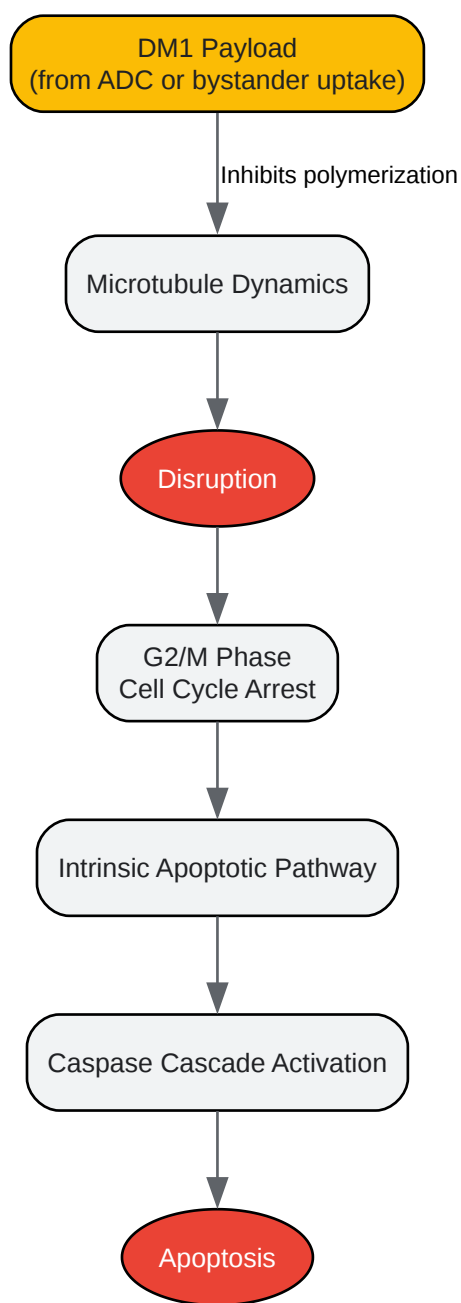 DM1 Payload
(from ADC or bystander uptake)
Inhibits polymerization
Microtubule Dynamics
Disruption
G2/M Phase
Cell Cycle Arrest
Intrinsic Apoptotic Pathway
Caspase Cascade Activation
Apoptosis